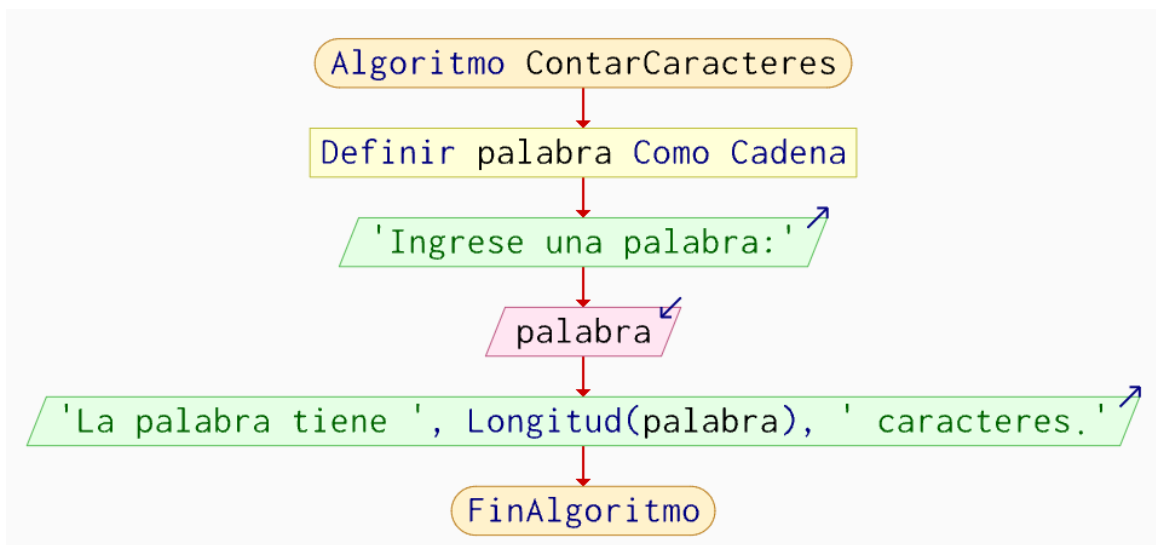 Algoritmo ContarCaracteres
Definir palabra Como Cadena
'Ingrese una palabra:'
palabra
'La palabra tiene ', Longitud(palabra), ' caracteres.'
FinAlgoritmo